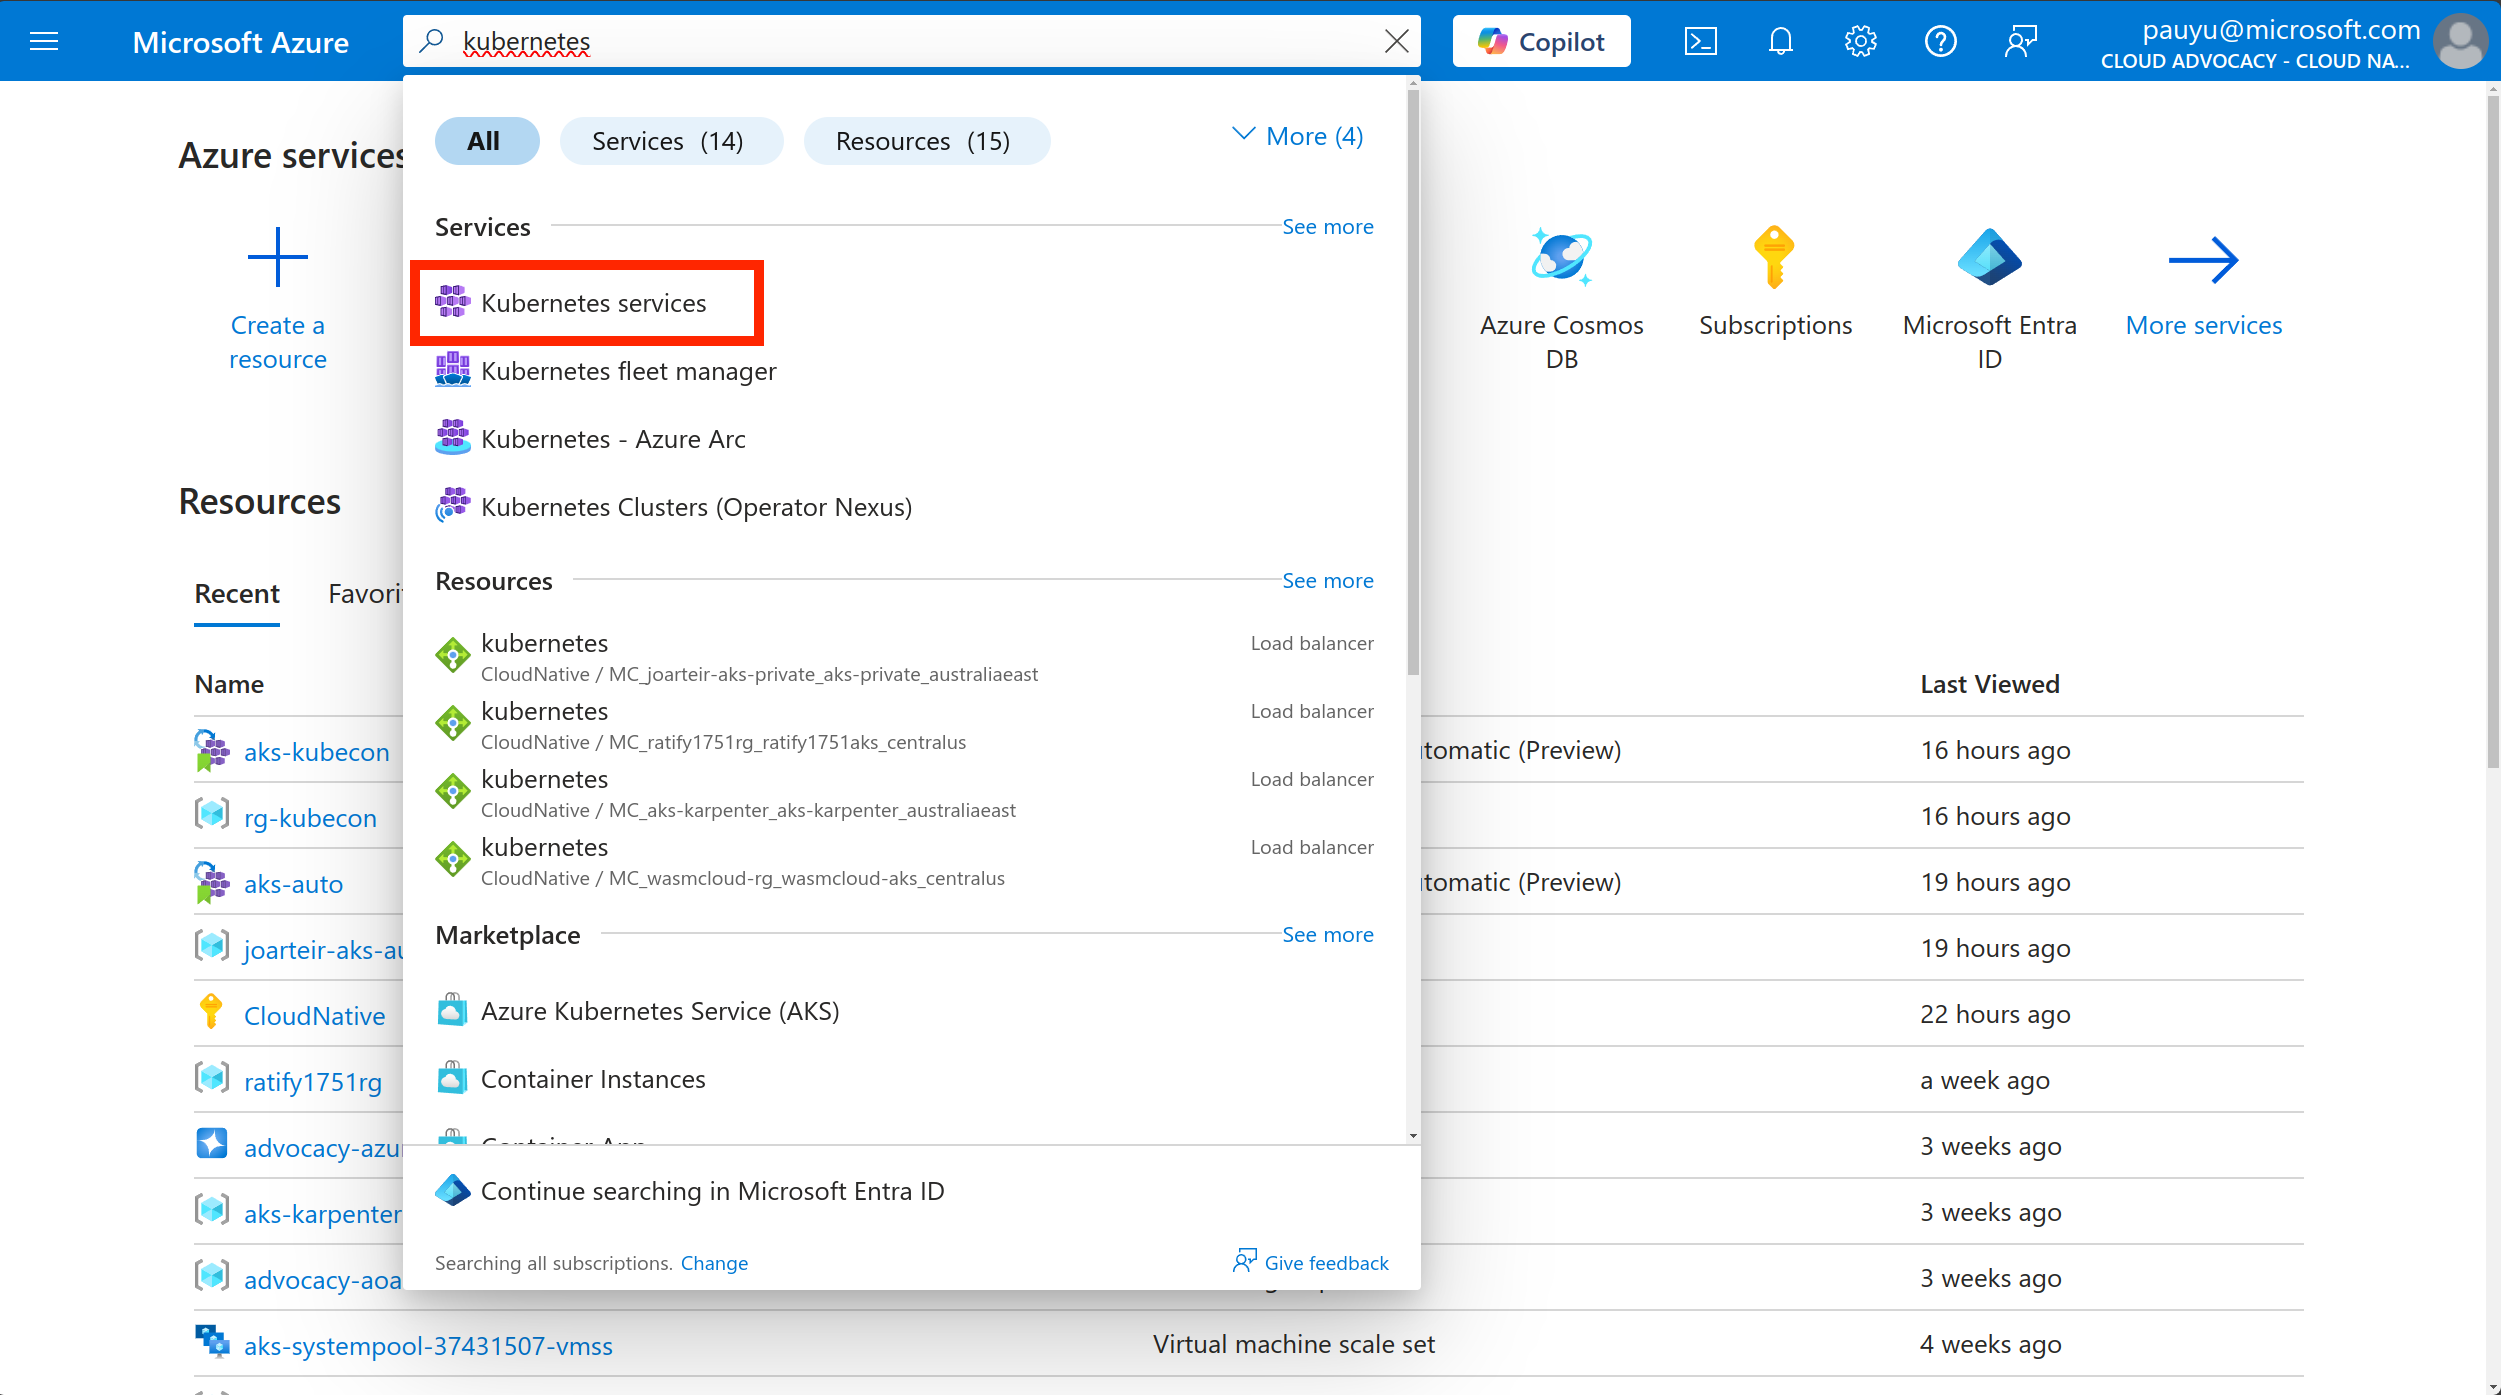 Microsoft Azure
kubernetes
Copilot
pauyu@microsoft.com
CLOUD ADVOCACY - CLOUD NA...
All
Services (14)
Resources (15)
More (4)
Azure services
Create a
resource
Azure Cosmos
DB
Subscriptions
Microsoft Entra
ID
More services
Services
See more
Kubernetes services
Kubernetes fleet manager
Kubernetes - Azure Arc
Kubernetes Clusters (Operator Nexus)
Resources
See more
kubernetes
Load balancer
CloudNative / MC_joarteir-aks-private_aks-private_australiaeast
kubernetes
Load balancer
CloudNative / MC_ratify1751rg_ratify1751aks_centralus
kubernetes
Load balancer
CloudNative / MC_aks-karpenter_aks-karpenter_australiaeast
kubernetes
Load balancer
CloudNative / MC_wasmcloud-rg_wasmcloud-aks_centralus
Marketplace
See more
Azure Kubernetes Service (AKS)
Container Instances
Container App
Continue searching in Microsoft Entra ID
Searching all subscriptions. Change
Give feedback
Resources
Recent
Favori
Name
Last Viewed
aks-kubecon
tomatic (Preview)
16 hours ago
rg-kubecon
16 hours ago
aks-auto
tomatic (Preview)
19 hours ago
joarteir-aks-au
19 hours ago
CloudNative
22 hours ago
ratify1751rg
a week ago
advocacy-azur
3 weeks ago
aks-karpenter
3 weeks ago
advocacy-aoa
3 weeks ago
aks-systempool-37431507-vmss
Virtual machine scale set
4 weeks ago